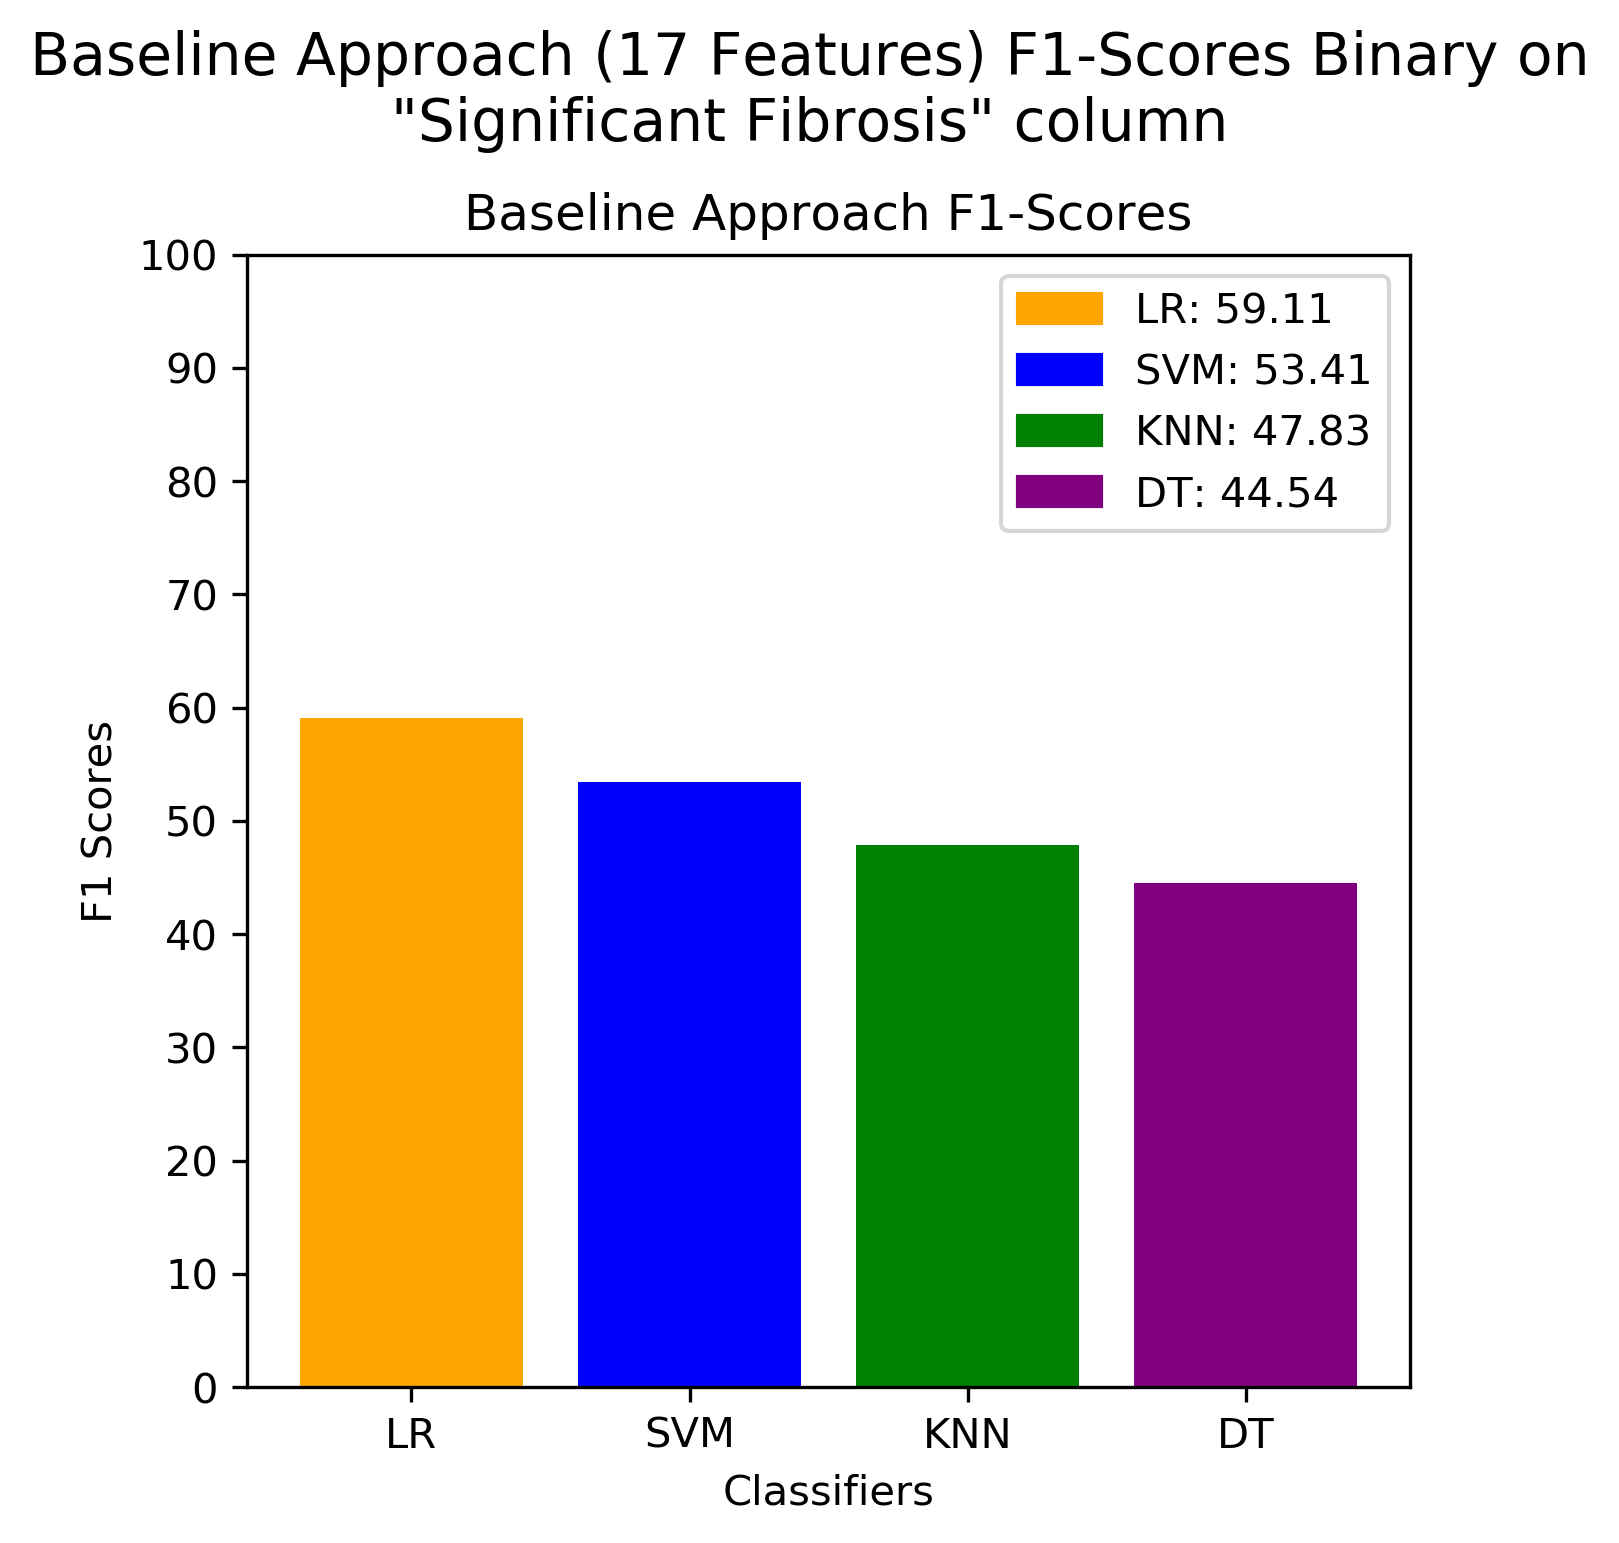 Baseline Approach (17 Features) F1-Scores Binary on
"Significant Fibrosis" column
Baseline Approach F1-Scores
100
90
80
70
60
50
40
30
20
10
0
F1 Scores
LR: 59.11
SVM: 53.41
KNN: 47.83
DT: 44.54
LR
SVM
KNN
DT
Classifiers